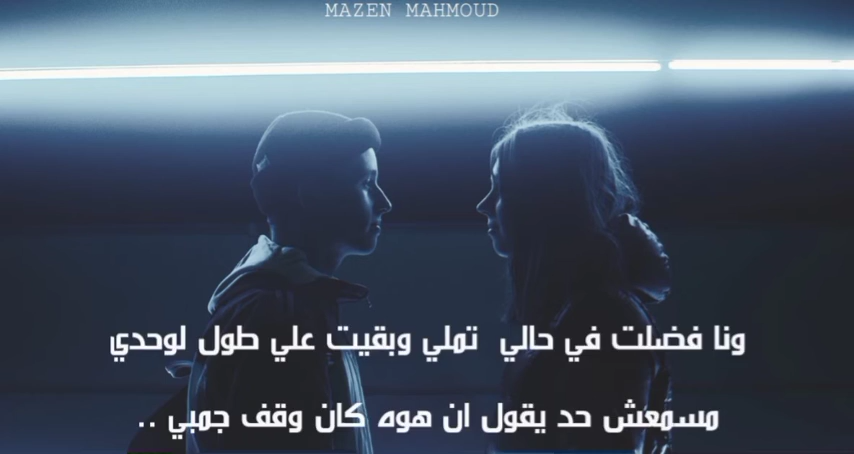 MAZEN MAHMOUD
ونا فضلت في حالي تملي وبقيت علي طول لوحدي
مسمعش حد يقول ان هوه كان وقف جمبي ..